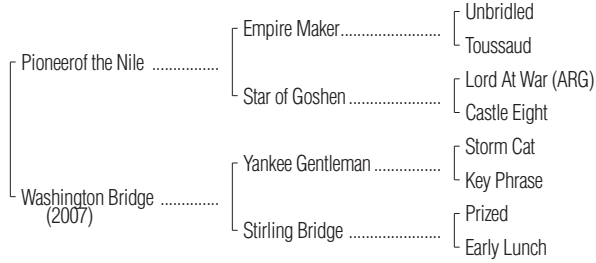 Unbridled
Empire Maker
Toussaud
Pioneerof the Nile
Lord At War (ARG)
Star of Goshen
Castle Eight
Storm Cat
Yankee Gentleman
Key Phrase
Washington Bridge
(2007)
Prized
Stirling Bridge
Early Lunch